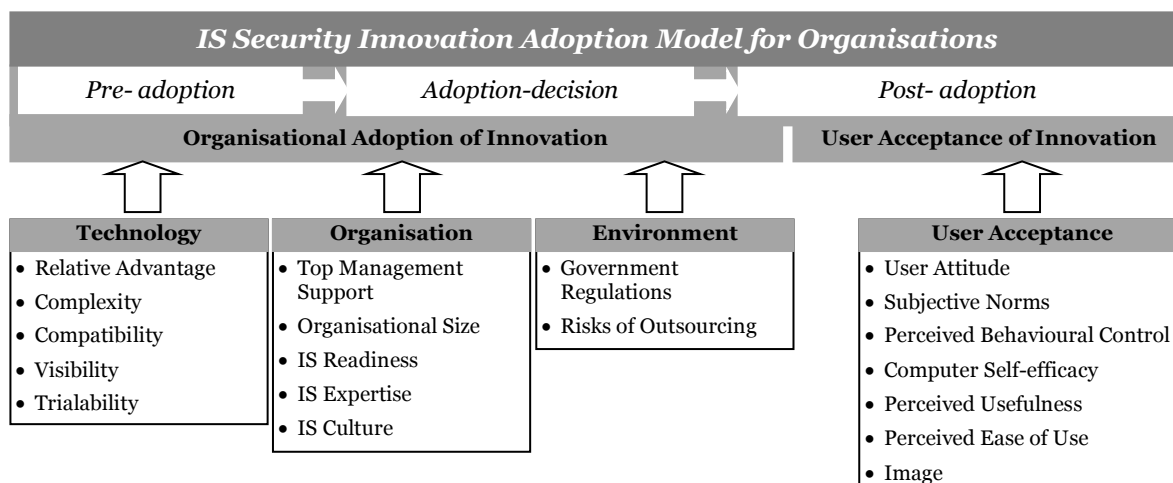 IS Security Innovation Adoption Model for Organisations
Pre- adoption
Adoption-decision
Post- adoption
Organisational Adoption of Innovation
User Acceptance of Innovation
Technology
• Relative Advantage
• Complexity
• Compatibility
• Visibility
• Trialability
Organisation
• Top Management
Support
• Organisational Size
• IS Readiness
• IS Expertise
• IS Culture
Environment
• Government
Regulations
• Risks of Outsourcing
User Acceptance
• User Attitude
• Subjective Norms
• Perceived Behavioural Control
• Computer Self-efficacy
• Perceived Usefulness
• Perceived Ease of Use
• Image